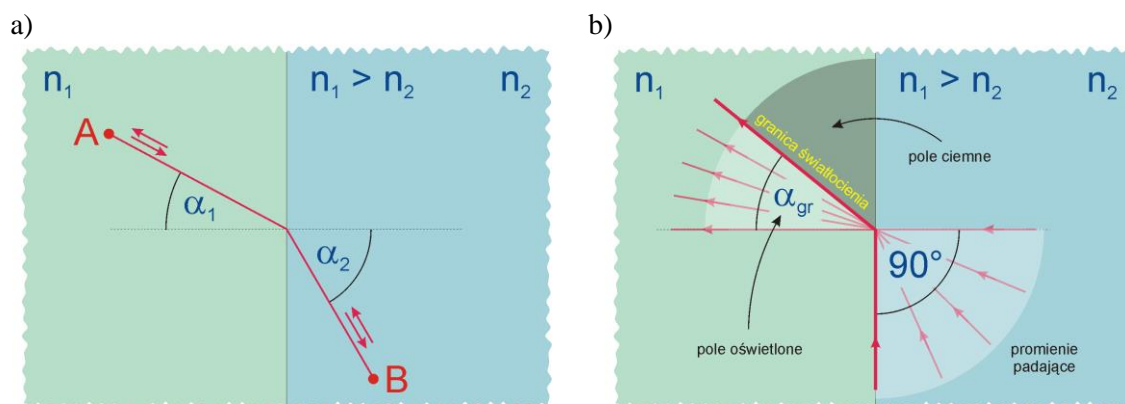 a)
n₁
n₁ > n₂
n₂
A
α₁
α₂
B
b)
n₁
n₁ > n₂
n₂
granica światłocienia
pole ciemne
αgr
90°
pole oświetlone
promienie
padające